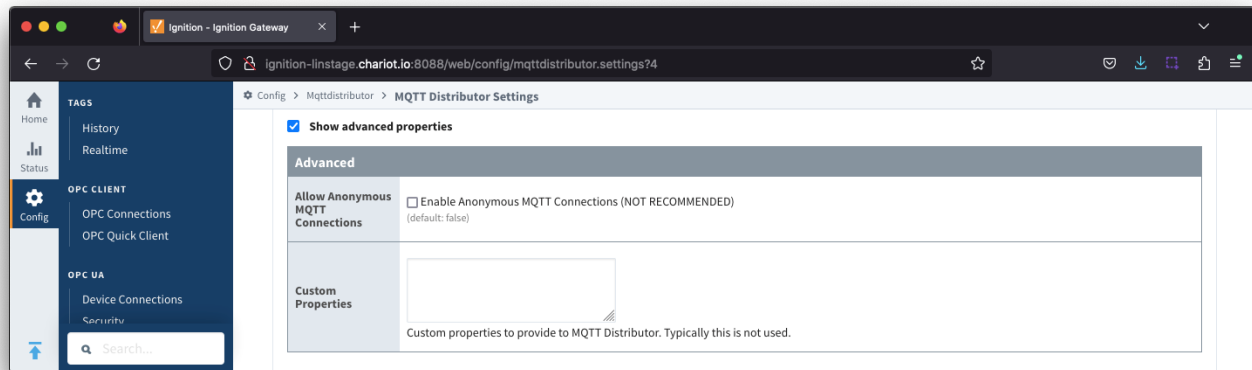 Ignition - Ignition Gateway
ignition-linstage.chariot.io:8088/web/config/mqttdistributor.settings?4
Home
Status
Config
TAGS
History
Realtime
OPC CLIENT
OPC Connections
OPC Quick Client
OPC UA
Device Connections
Security
Search...
Config > Mqttdistributor > MQTT Distributor Settings
Show advanced properties
Advanced
Allow Anonymous
MQTT
Connections
Enable Anonymous MQTT Connections (NOT RECOMMENDED)
(default: false)
Custom
Properties
Custom properties to provide to MQTT Distributor. Typically this is not used.